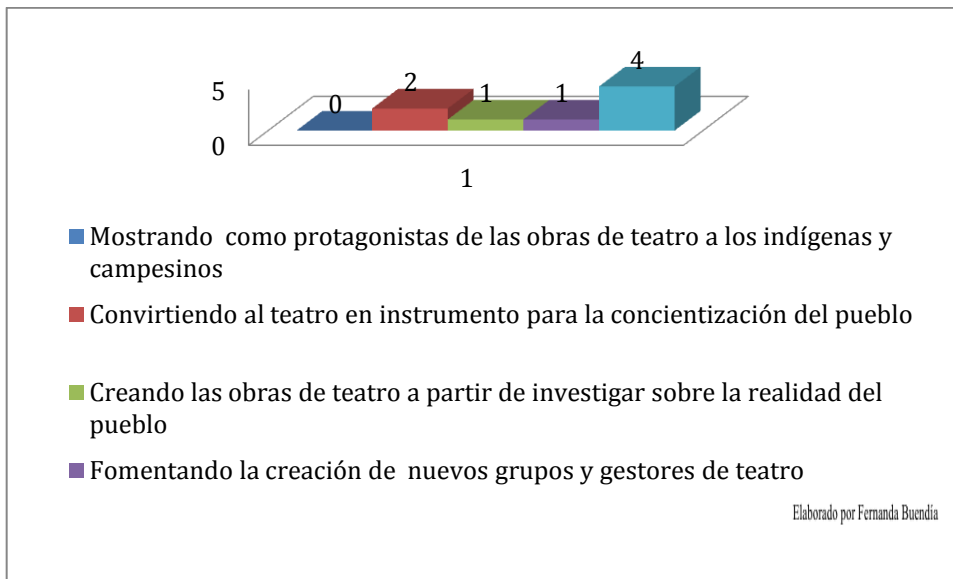 4
2
5
0
1
1
0
1
Mostrando como protagonistas de las obras de teatro a los indígenas y
campesinos
Convirtiendo al teatro en instrumento para la concientización del pueblo
Creando las obras de teatro a partir de investigar sobre la realidad del
pueblo
Fomentando la creación de nuevos grupos y gestores de teatro
Elaborado por Fernanda Buendía